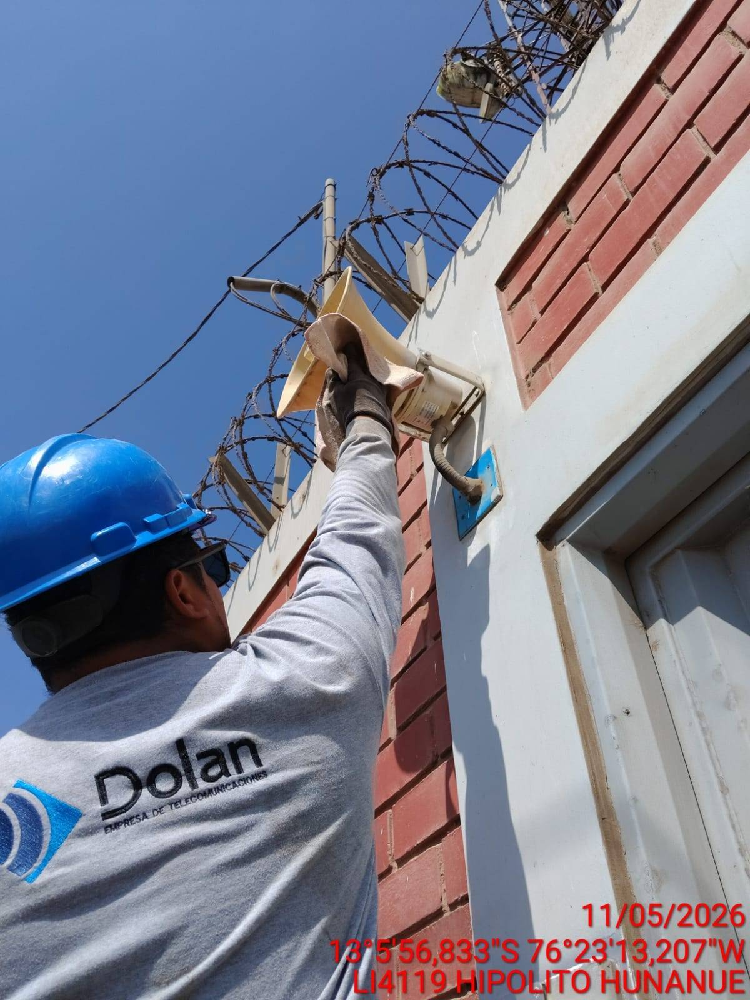 Dolan
EMPRESA DE TELECOMUNICACIONES
11/05/2026
13°5'56,833"S 76°23'13,207"W
LI4119 HIPOLITO HUNANUE